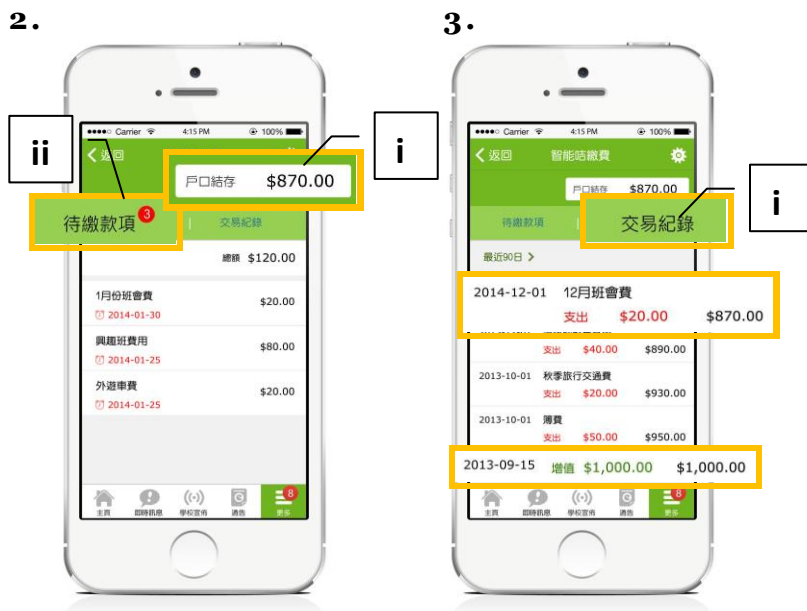 2.
3.
ii
i
●●●●○ Carrier 4:15 PM 100%
返回
戶口結存 $870.00
待繳款項 3
交易紀錄
總額 $120.00
1月份班會費 $20.00
2014-01-30
興趣班費用 $80.00
2014-01-25
外遊車費 $20.00
2014-01-25
主頁 即時訊息 學校宣佈 通告 更多 8
i
●●●●○ Carrier 4:15 PM 100%
返回 智能咭繳費
戶口結存 $870.00
待繳款項 交易紀錄
最近90日 >
2014-12-01 12月班會費
支出 $20.00 $870.00
支出 $40.00 $890.00
2013-10-01 秋季旅行交通費
支出 $20.00 $930.00
2013-10-01 簿費
支出 $50.00 $950.00
2013-09-15 增值 $1,000.00 $1,000.00
主頁 即時訊息 學校宣佈 通告 更多 8